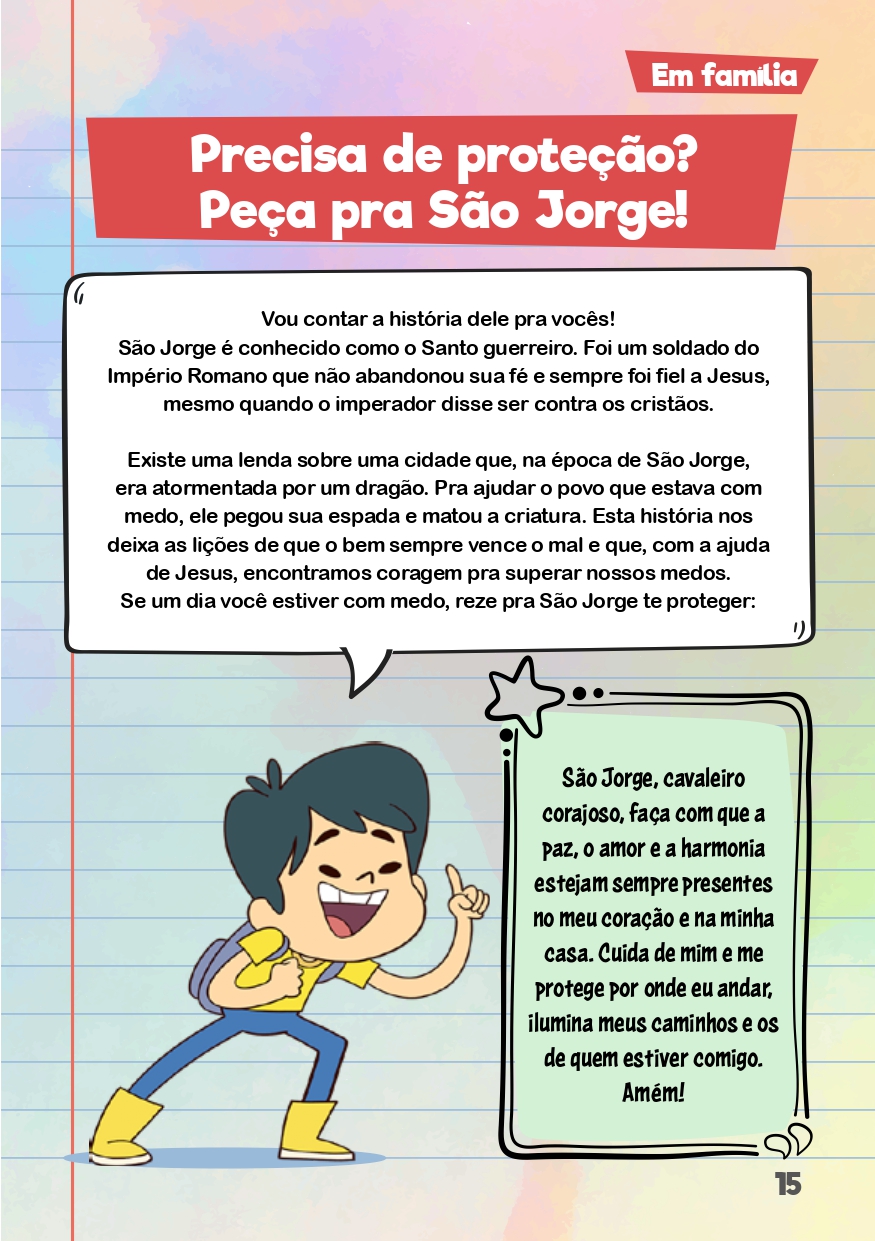 Em família
Precisa de proteção?
Peça pra São Jorge!
Vou contar a história dele pra vocês!
São Jorge é conhecido como o Santo guerreiro. Foi um soldado do
Império Romano que não abandonou sua fé e sempre foi fiel a Jesus,
mesmo quando o imperador disse ser contra os cristãos.
Existe uma lenda sobre uma cidade que, na época de São Jorge,
era atormentada por um dragão. Pra ajudar o povo que estava com
medo, ele pegou sua espada e matou a criatura. Esta história nos
deixa as lições de que o bem sempre vence o mal e que, com a ajuda
de Jesus, encontramos coragem pra superar nossos medos.
Se um dia você estiver com medo, reze pra São Jorge te proteger:
São Jorge, cavaleiro
corajoso, faça com que a
paz, o amor e a harmonia
estejam sempre presentes
no meu coração e na minha
casa. Cuida de mim e me
protege por onde eu andar,
ilumina meus caminhos e os
de quem estiver comigo.
Amém!
15